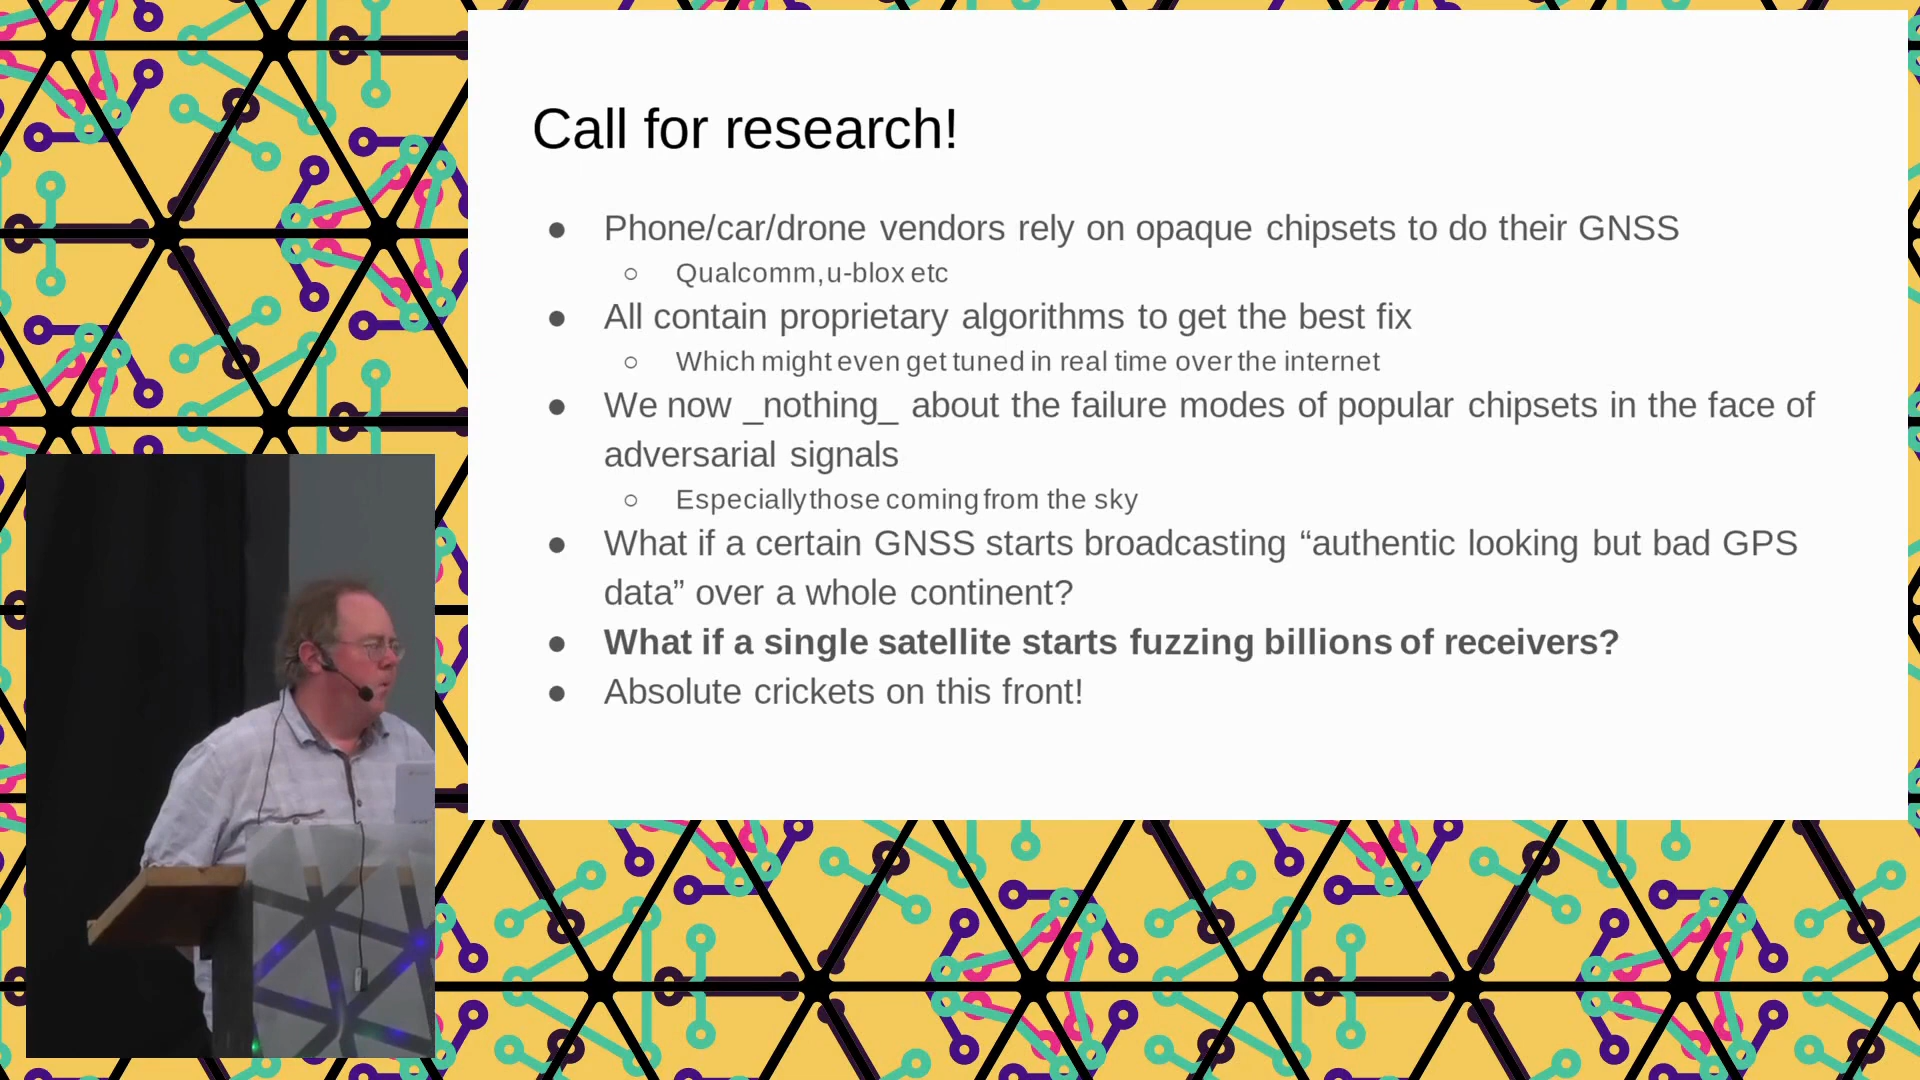 Call for research!
● Phone/car/drone vendors rely on opaque chipsets to do their GNSS
○ Qualcomm, u-blox etc
● All contain proprietary algorithms to get the best fix
○ Which might even get tuned in real time over the internet
● We now _nothing_ about the failure modes of popular chipsets in the face of
adversarial signals
○ Especially those coming from the sky
● What if a certain GNSS starts broadcasting “authentic looking but bad GPS
data” over a whole continent?
● What if a single satellite starts fuzzing billions of receivers?
● Absolute crickets on this front!